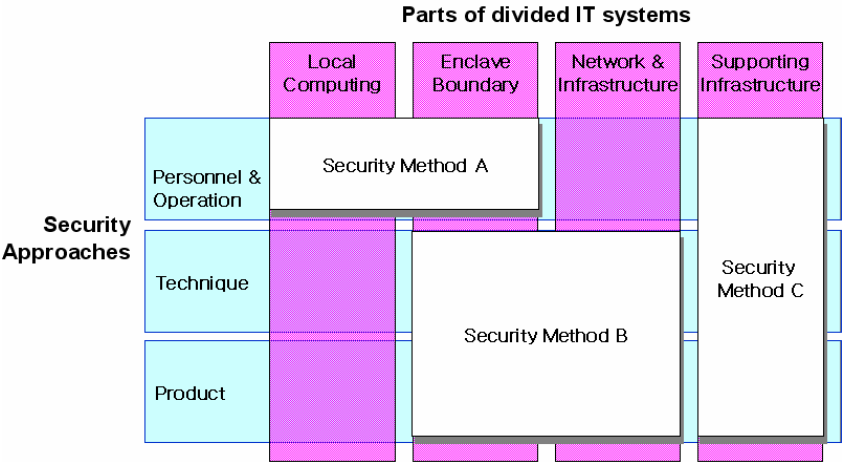 Parts of divided IT systems
Local
Computing
Enclave
Boundary
Network &
Infrastructure
Supporting
Infrastructure
Security
Approaches
Personnel &
Operation
Technique
Product
Security Method A
Security Method B
Security
Method C